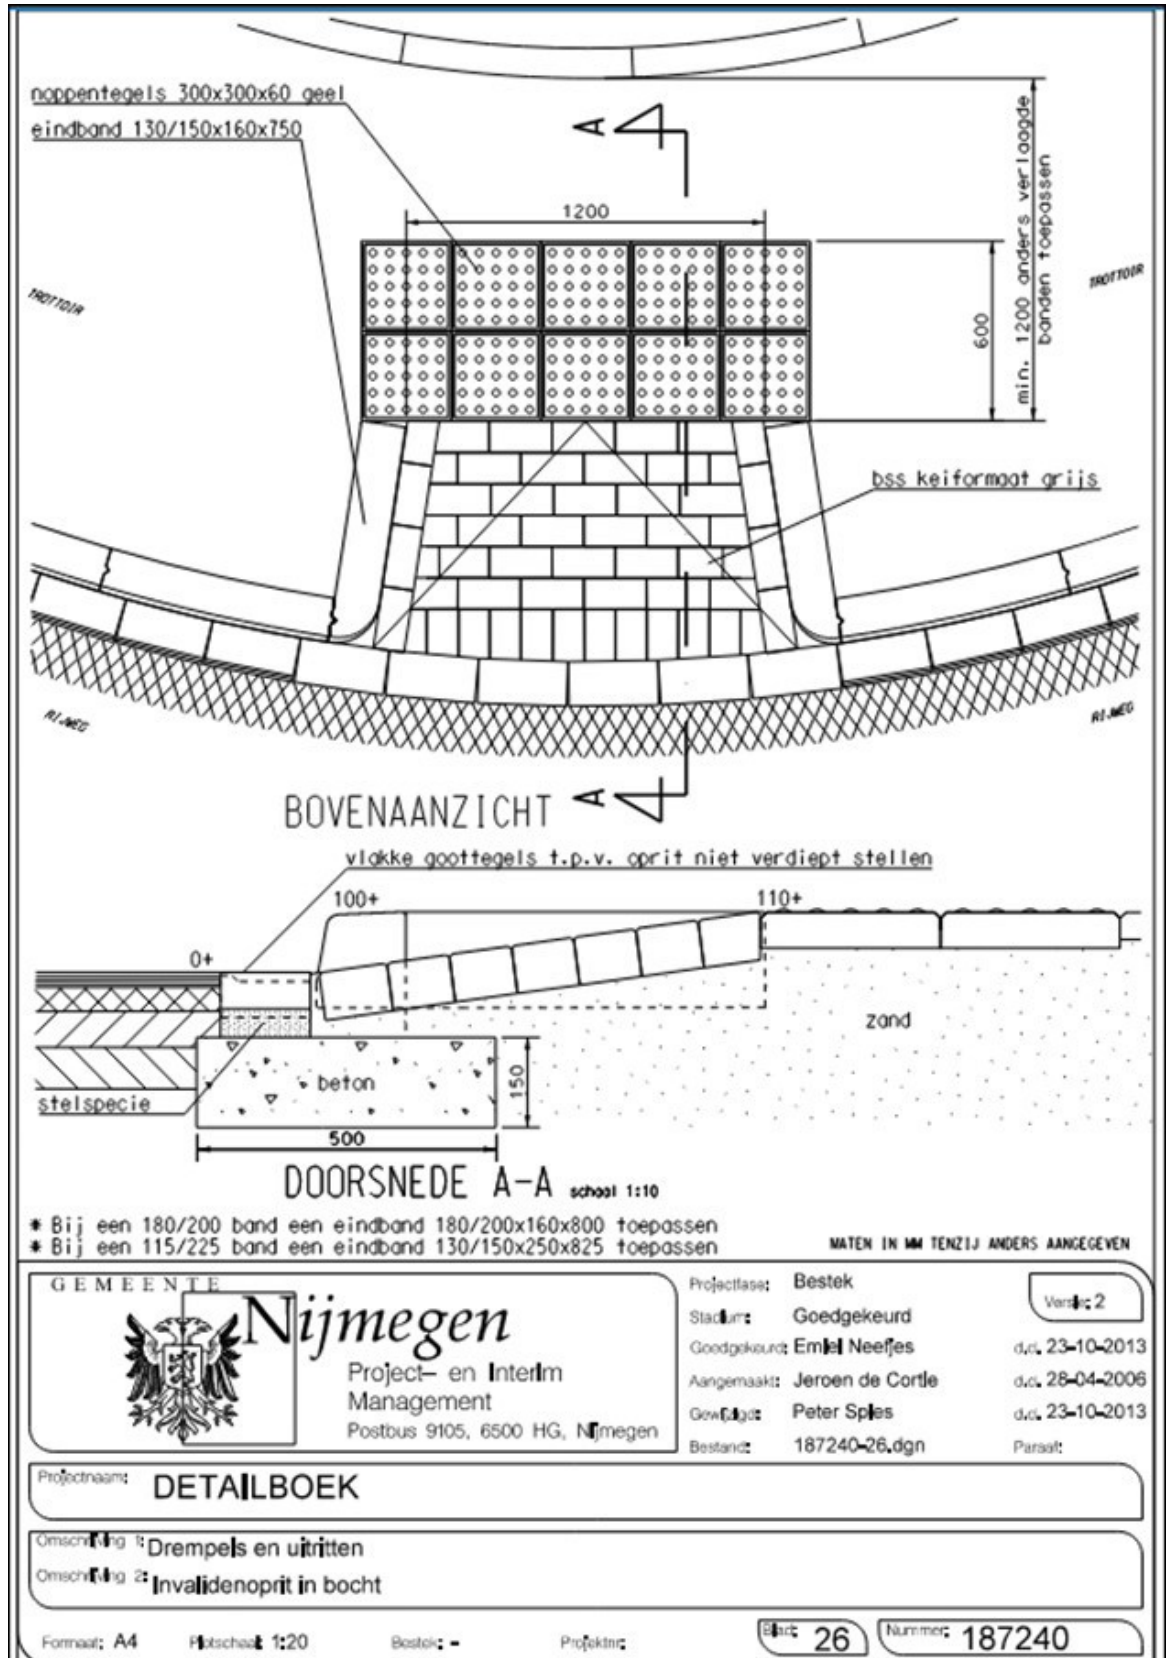 noppentegels 300x300x60 geel
eindband 130/150x160x750
A
1200
min. 1200 anders verlaagde
banden toepassen
600
TROTTOIR
TROTTOIR
bss keiformaat grijs
RIJWEG
RIJWEG
A
BOVENAANZICHT
vlakke goottegels t.p.v. oprit niet verdiept stellen
100+
110+
0+
zand
beton
150
stelspecie
500
DOORSNEDE A-A schaal 1:10
* Bij een 180/200 band een eindband 180/200x160x800 toepassen
* Bij een 115/225 band een eindband 130/150x250x825 toepassen
MATEN IN MM TENZIJ ANDERS AANGEGEVEN
GEMEENTE
Nijmegen
Project- en Interim
Management
Postbus 9105, 6500 HG, Nijmegen
Projectfase: Bestek
Versie: 2
Stadium: Goedgekeurd
Goedgekeurd: Emiel Neefjes d.d. 23-10-2013
Aangemaakt: Jeroen de Cortie d.d. 28-04-2006
Gewijzigd: Peter Spies d.d. 23-10-2013
Bestand: 187240-26.dgn Paraaf:
Projectnaam: DETAILBOEK
Omschrijving 1: Drempels en uitritten
Omschrijving 2: Invalidenoprit in bocht
Formaat: A4 Plotschaal: 1:20 Bestek: - Projektnr: Blad: 26 Nummer: 187240